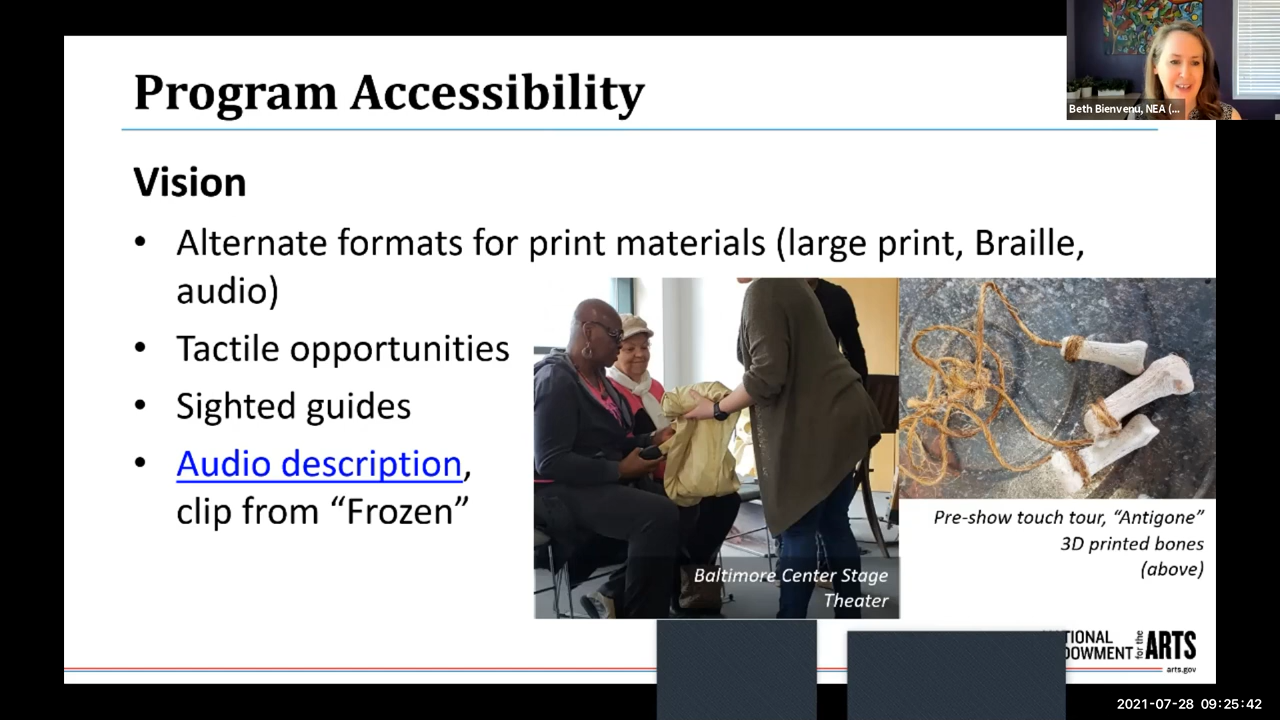 Program Accessibility
Beth Bienvenu, NEA (...
Vision
• Alternate formats for print materials (large print, Braille,
audio)
• Tactile opportunities
• Sighted guides
• Audio description,
clip from “Frozen”
Baltimore Center Stage
Theater
Pre-show touch tour, “Antigone”
3D printed bones
(above)
for the ARTS
arts.gov
2021-07-28 09:25:42